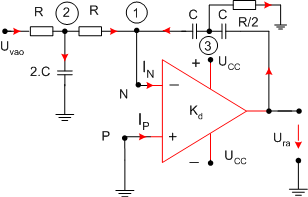 R 2 R 1 C C R/2
3
U_vao
2.C
+ U_CC
I_N
N −
K_d
P I_P +
U_ra
− U_CC